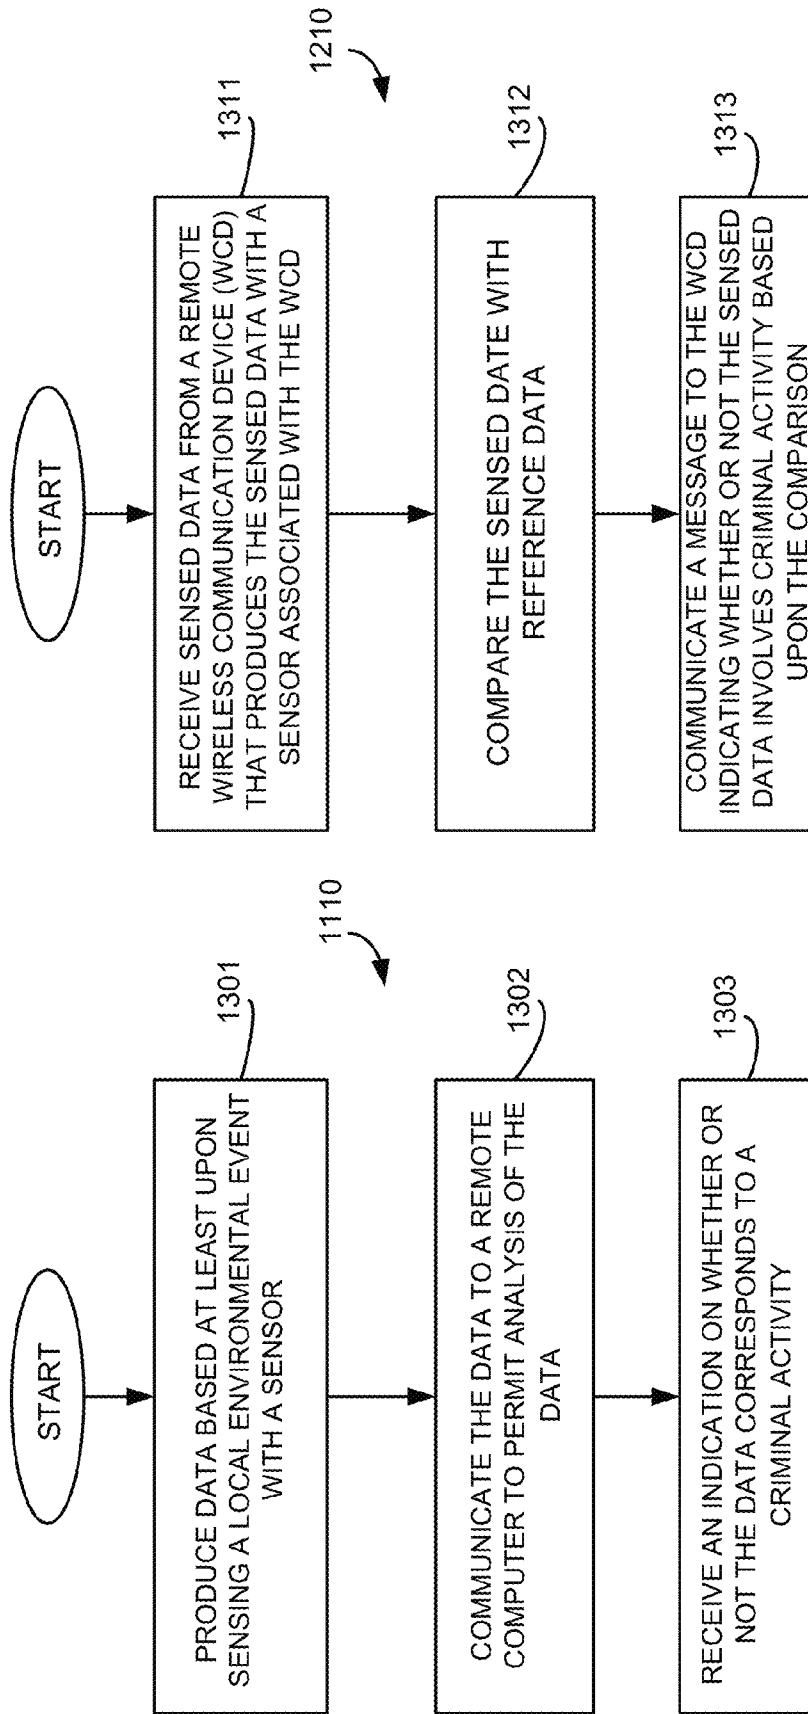 START
1110
1301
PRODUCE DATA BASED AT LEAST UPON
SENSING A LOCAL ENVIRONMENTAL EVENT
WITH A SENSOR
1302
COMMUNICATE THE DATA TO A REMOTE
COMPUTER TO PERMIT ANALYSIS OF THE
DATA
1303
RECEIVE AN INDICATION ON WHETHER OR
NOT THE DATA CORRESPONDS TO A
CRIMINAL ACTIVITY
START
1210
1311
RECEIVE SENSED DATA FROM A REMOTE
WIRELESS COMMUNICATION DEVICE (WCD)
THAT PRODUCES THE SENSED DATA WITH A
SENSOR ASSOCIATED WITH THE WCD
1312
COMPARE THE SENSED DATE WITH
REFERENCE DATA
1313
COMMUNICATE A MESSAGE TO THE WCD
INDICATING WHETHER OR NOT THE SENSED
DATA INVOLVES CRIMINAL ACTIVITY BASED
UPON THE COMPARISON